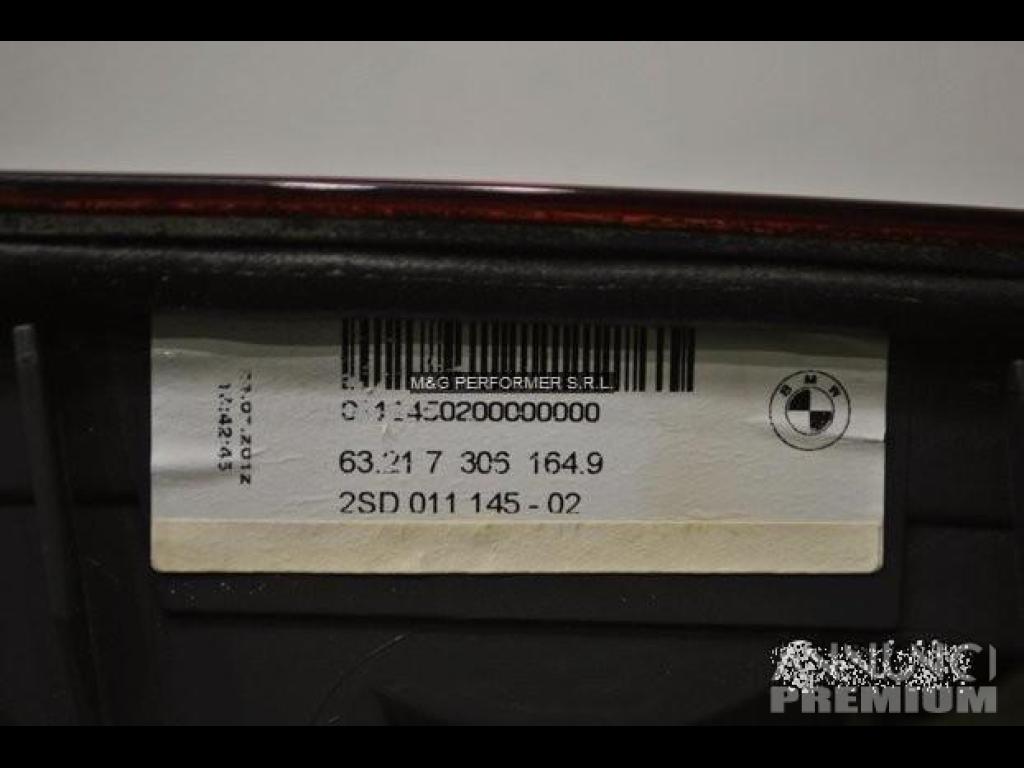 M&G PERFORMER S.R.L.
63.21 7 306 164.9
2SD 011 145 - 02
BMW
PREMIUM